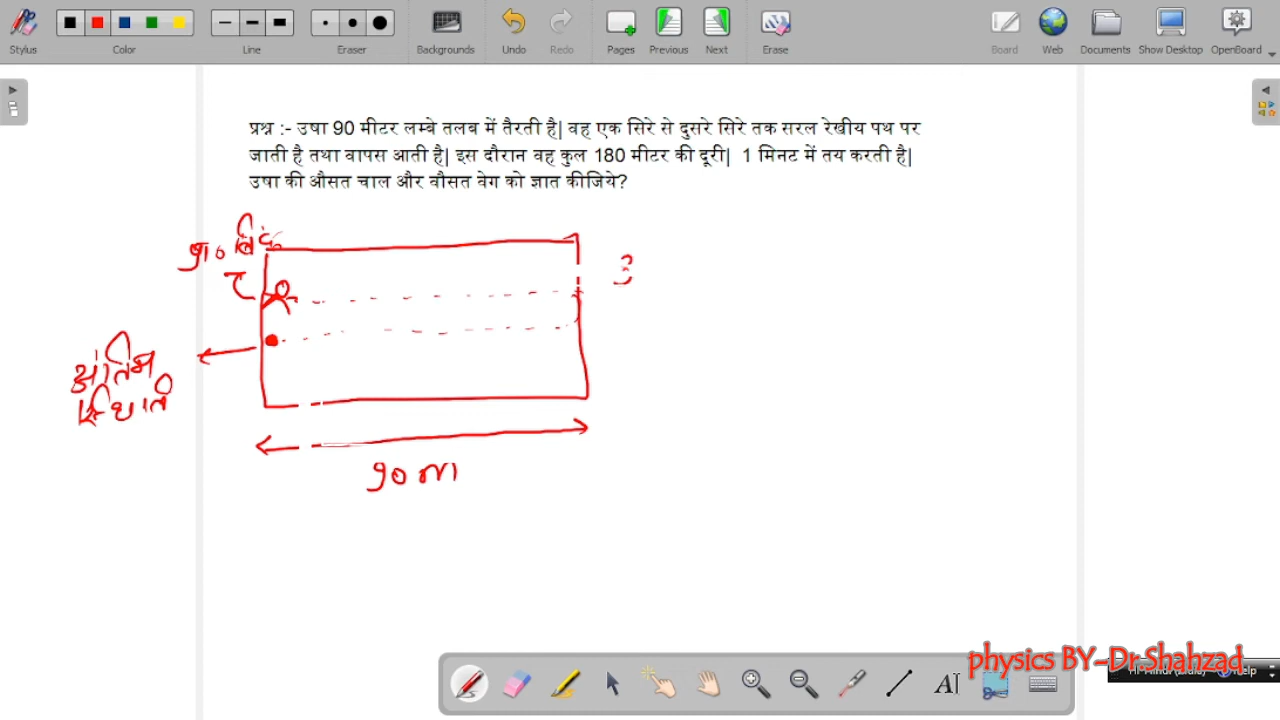 Stylus Color Line Eraser Backgrounds Undo Redo Pages Previous Next Erase Board Web Documents Show Desktop OpenBoard
प्रश्न :- उषा 90 मीटर लम्बे तलब में तैरती है| वह एक सिरे से दुसरे सिरे तक सरल रेखीय पथ पर
जाती है तथा वापस आती है| इस दौरान वह कुल 180 मीटर की दूरी| 1 मिनट में तय करती है|
उषा की औसत चाल और वौसत वेग को ज्ञात कीजिये?
अंतिम
स्थिति
90 m
physics BY-Dr.Shahzad
Help